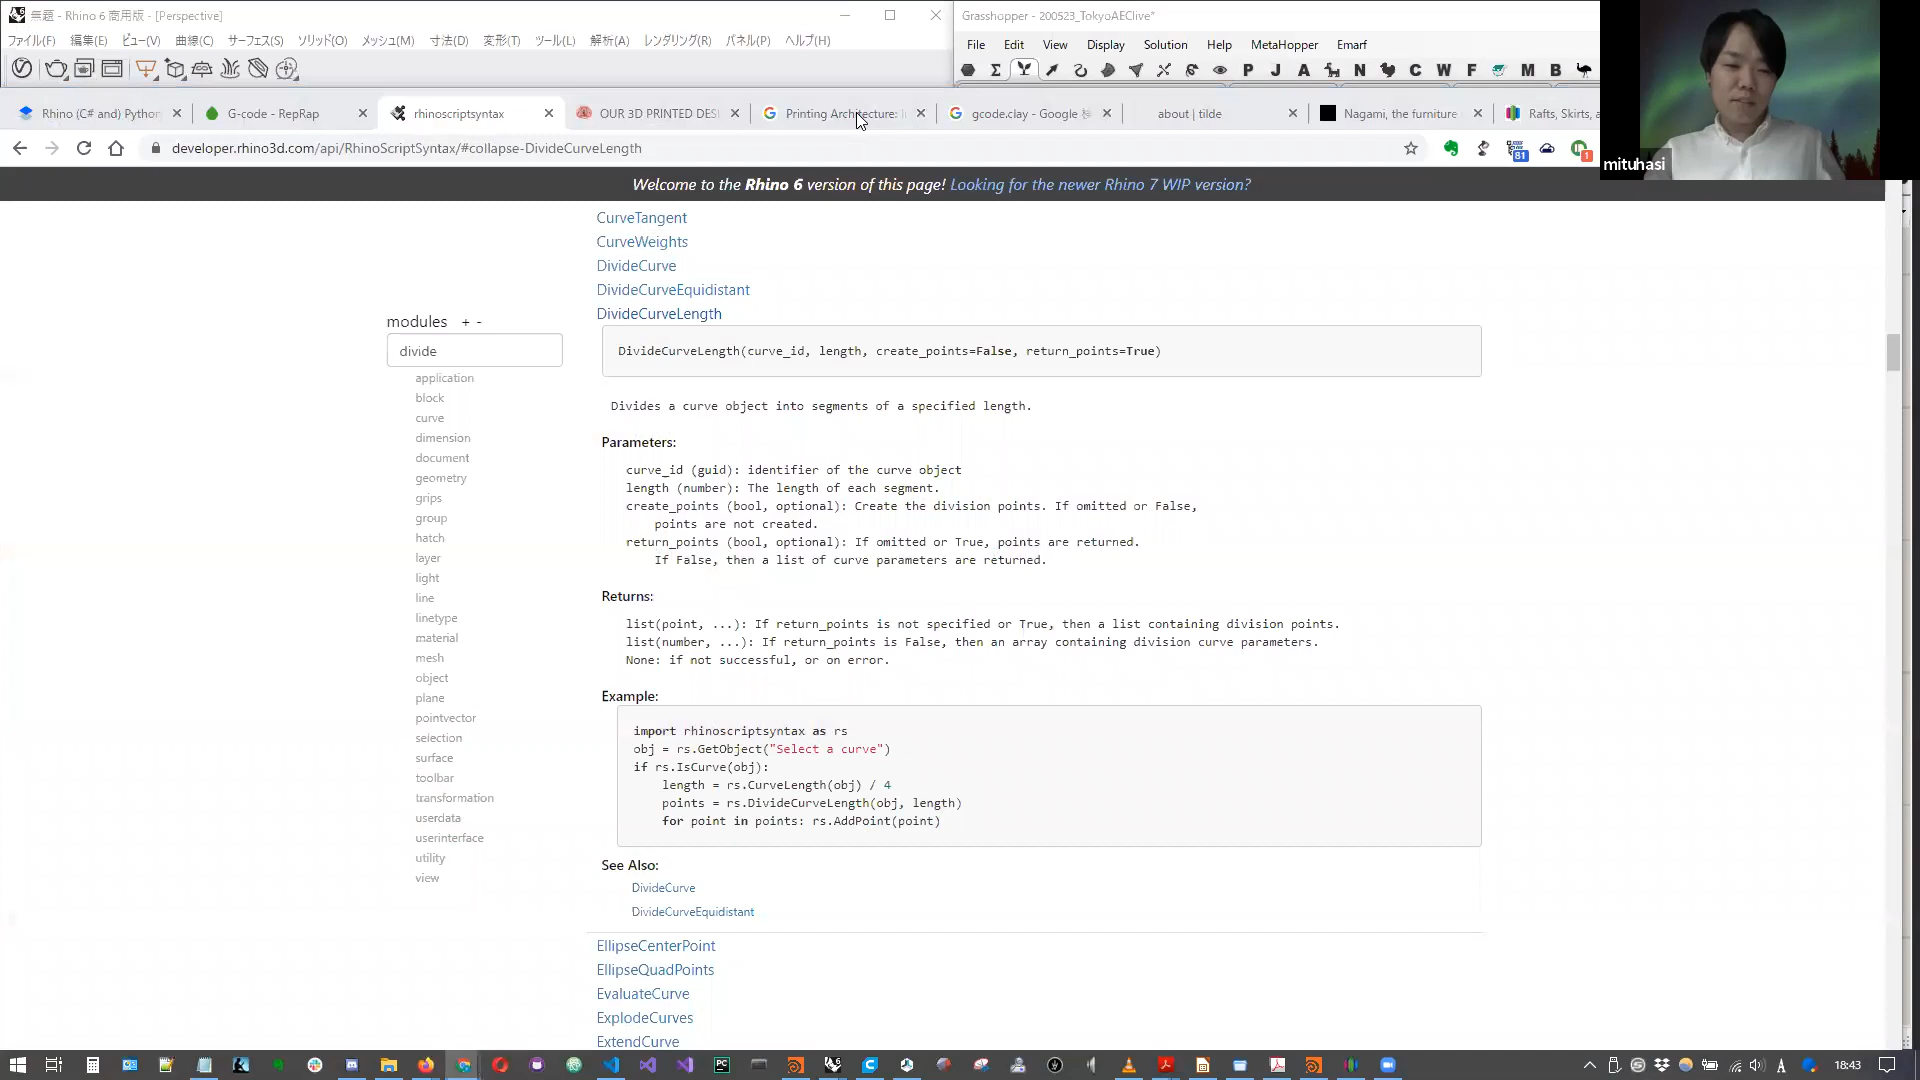 無題 - Rhino 6 商用版 - [Perspective]
ファイル(F) 編集(E) ビュー(V) 曲線(C) サーフェス(S) ソリッド(O) メッシュ(M) 寸法(D) 変形(T) ツール(L) 解析(A) レンダリング(R) パネル(P) ヘルプ(H)
Grasshopper - 200523_TokyoAEClive*
File Edit View Display Solution Help MetaHopper Emarf
P J A N C W F M B
Rhino (C# and) Python
G-code - RepRap
rhinoscriptsyntax
OUR 3D PRINTED DES
Printing Architecture:
gcode.clay - Google
about | tilde
Nagami, the furniture
Rafts, Skirts,
developer.rhino3d.com/api/RhinoScriptSyntax/#collapse-DivideCurveLength
81
1
mituhasi
Welcome to the Rhino 6 version of this page! Looking for the newer Rhino 7 WIP version?
modules + -
divide
application
block
curve
dimension
document
geometry
grips
group
hatch
layer
light
line
linetype
material
mesh
object
plane
pointvector
selection
surface
toolbar
transformation
userdata
userinterface
utility
view
CurveTangent
CurveWeights
DivideCurve
DivideCurveEquidistant
DivideCurveLength
DivideCurveLength(curve_id, length, create_points=False, return_points=True)
Divides a curve object into segments of a specified length.
Parameters:
curve_id (guid): identifier of the curve object
length (number): The length of each segment.
create_points (bool, optional): Create the division points. If omitted or False,
points are not created.
return_points (bool, optional): If omitted or True, points are returned.
If False, then a list of curve parameters are returned.
Returns:
list(point, ...): If return_points is not specified or True, then a list containing division points.
list(number, ...): If return_points is False, then an array containing division curve parameters.
None: if not successful, or on error.
Example:
import rhinoscriptsyntax as rs
obj = rs.GetObject("Select a curve")
if rs.IsCurve(obj):
length = rs.CurveLength(obj) / 4
points = rs.DivideCurveLength(obj, length)
for point in points: rs.AddPoint(point)
See Also:
DivideCurve
DivideCurveEquidistant
EllipseCenterPoint
EllipseQuadPoints
EvaluateCurve
ExplodeCurves
ExtendCurve
A
18:43